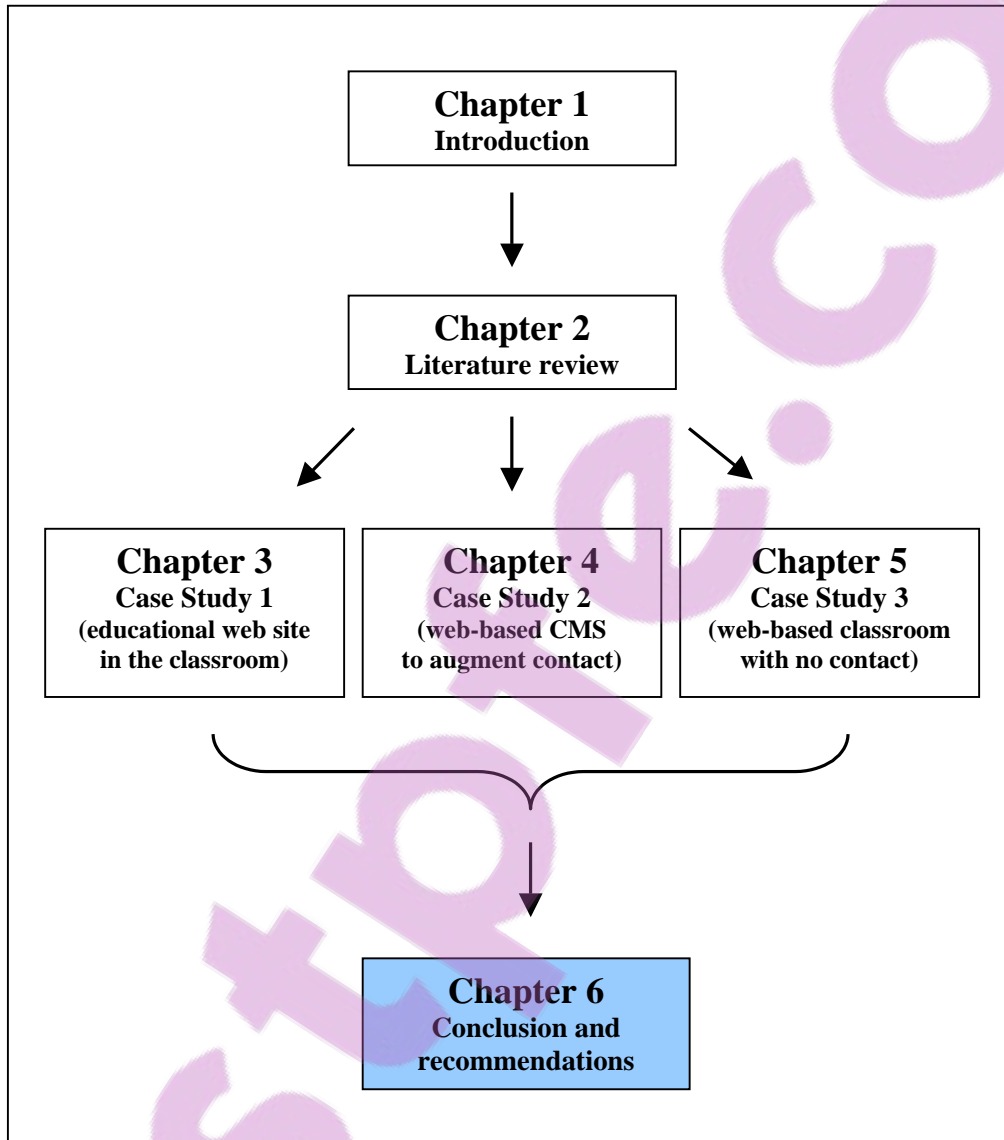 Chapter 1
Introduction
Chapter 2
Literature review
Chapter 3
Case Study 1
(educational web site
in the classroom)
Chapter 4
Case Study 2
(web-based CMS
to augment contact)
Chapter 5
Case Study 3
(web-based classroom
with no contact)
Chapter 6
Conclusion and
recommendations
stpfe.co